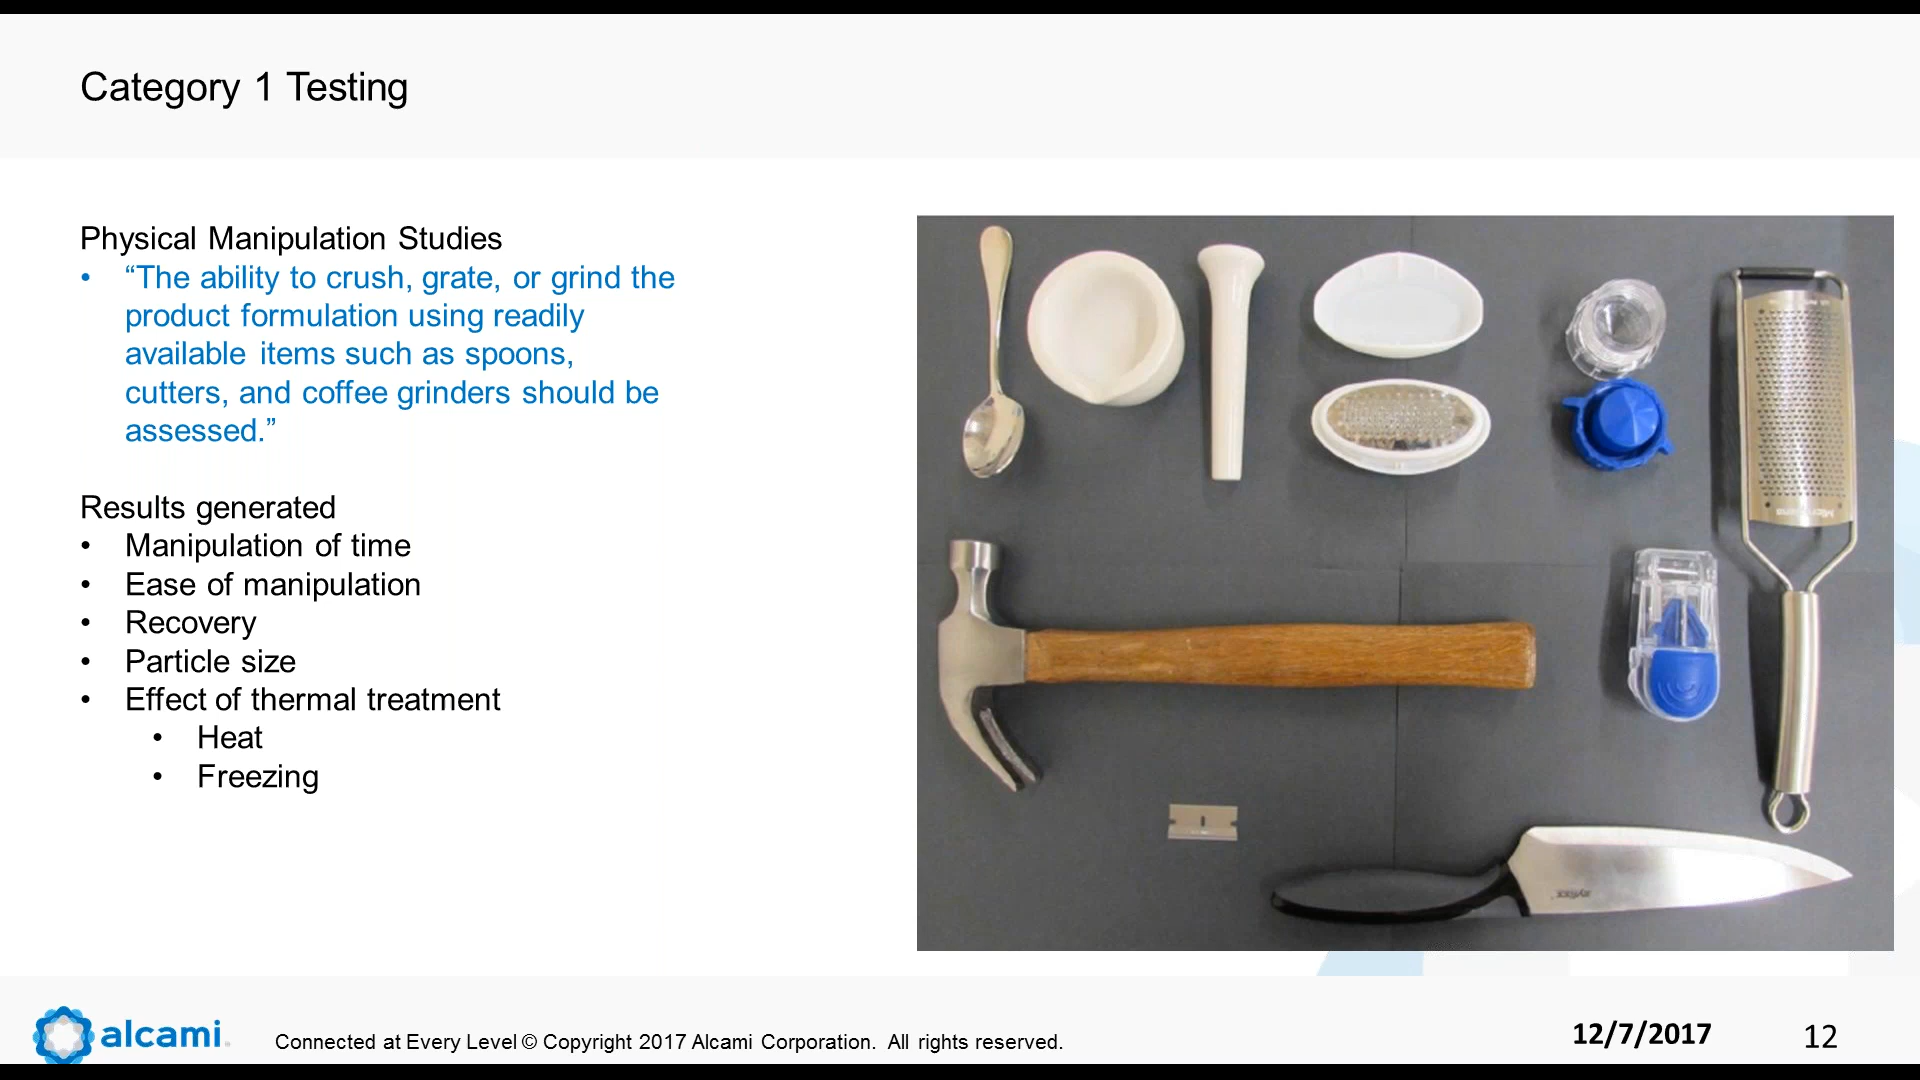 Category 1 Testing
Physical Manipulation Studies
• “The ability to crush, grate, or grind the
product formulation using readily
available items such as spoons,
cutters, and coffee grinders should be
assessed.”
Results generated
• Manipulation of time
• Ease of manipulation
• Recovery
• Particle size
• Effect of thermal treatment
• Heat
• Freezing
alcami.
Connected at Every Level © Copyright 2017 Alcami Corporation. All rights reserved.
12/7/2017
12